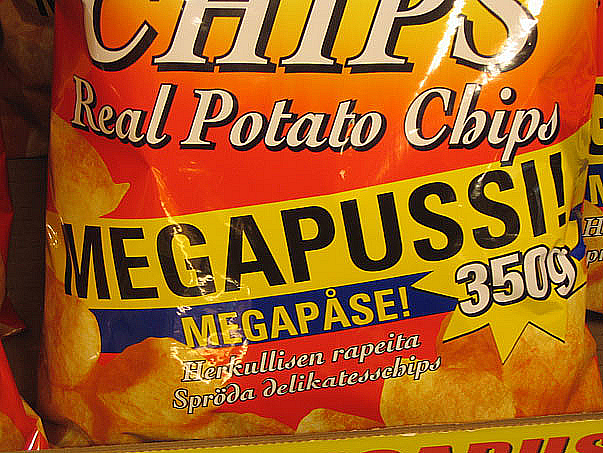 CHIPS
Real Potato Chips
MEGAPUSSI!
350g
MEGAPÅSE!
Herkullisen rapeita
Spröda delikatesschips